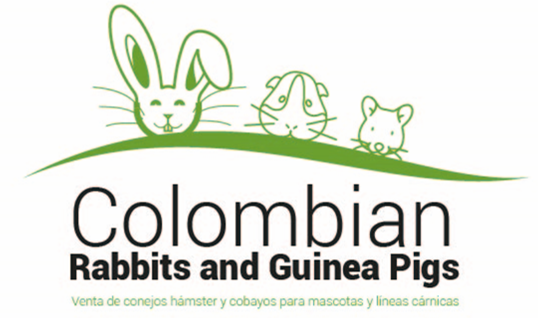 Colombian
Rabbits and Guinea Pigs
Venta de conejos hámster y cobayos para mascotas y líneas cárnicas